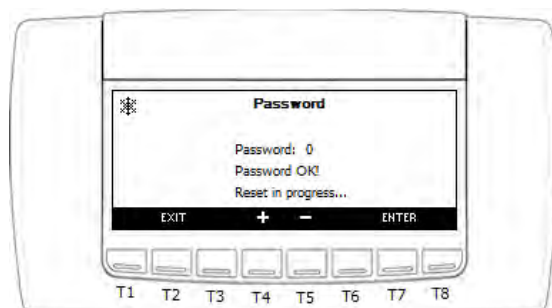 Password
Password: 0
Password OK!
Reset in progress...
EXIT + − ENTER
T1 T2 T3 T4 T5 T6 T7 T8